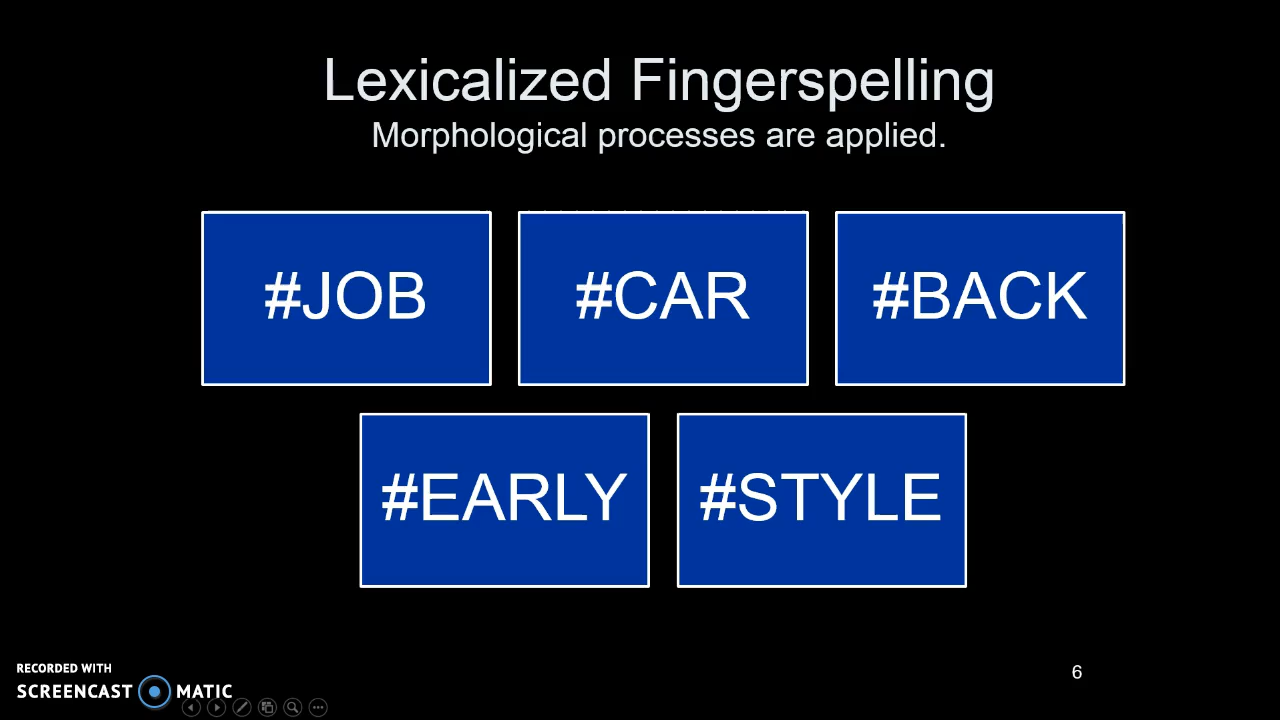 Lexicalized Fingerspelling
Morphological processes are applied.
#JOB
#CAR
#BACK
#EARLY
#STYLE
RECORDED WITH
SCREENCAST MATIC
6